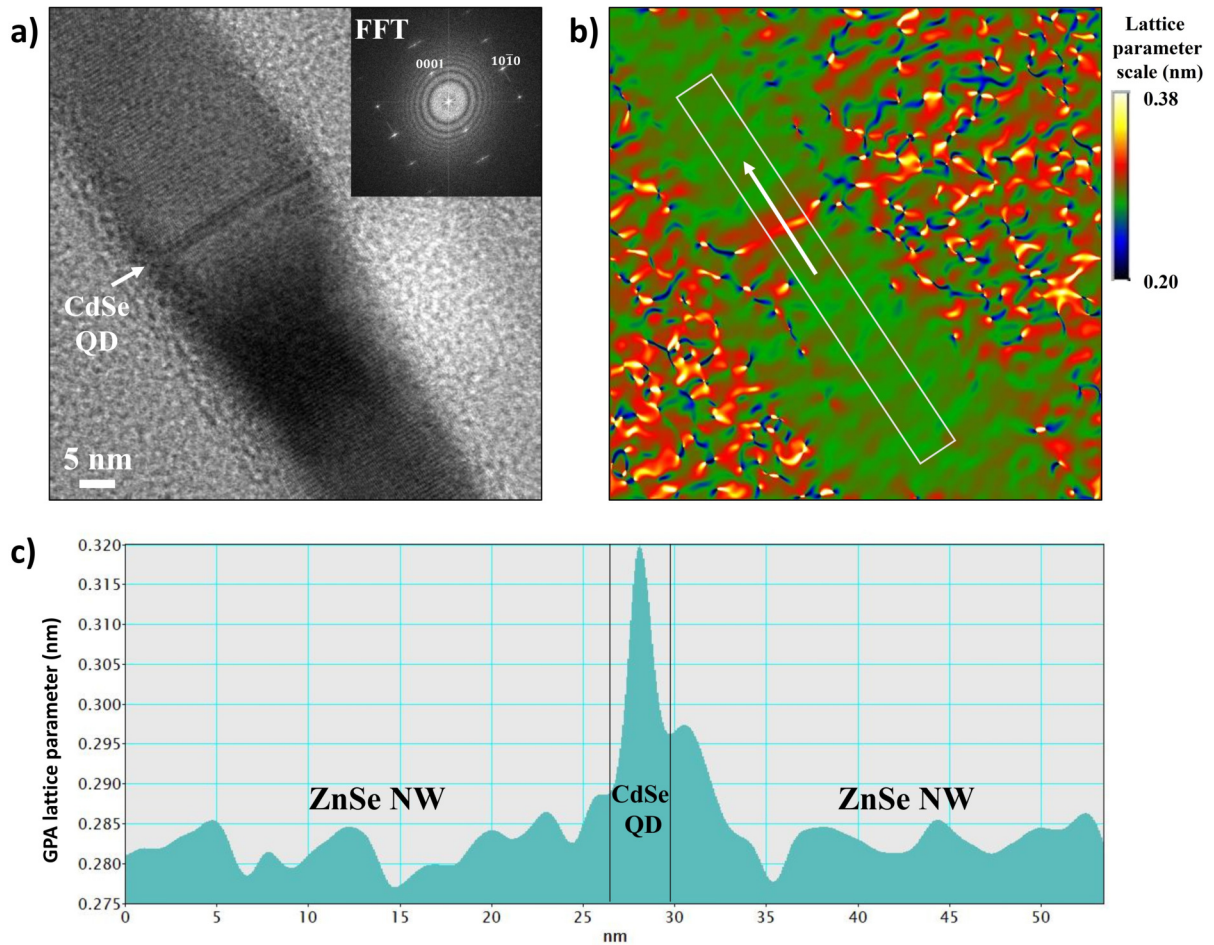 a)
FFT
0001
101̄0
CdSe
QD
5 nm
b)
Lattice
parameter
scale (nm)
0.38
0.20
c)
GPA lattice parameter (nm)
0.320
0.315
0.310
0.305
0.300
0.295
0.290
0.285
0.280
0.275
ZnSe NW
CdSe
QD
ZnSe NW
0 5 10 15 20 25 30 35 40 45 50
nm